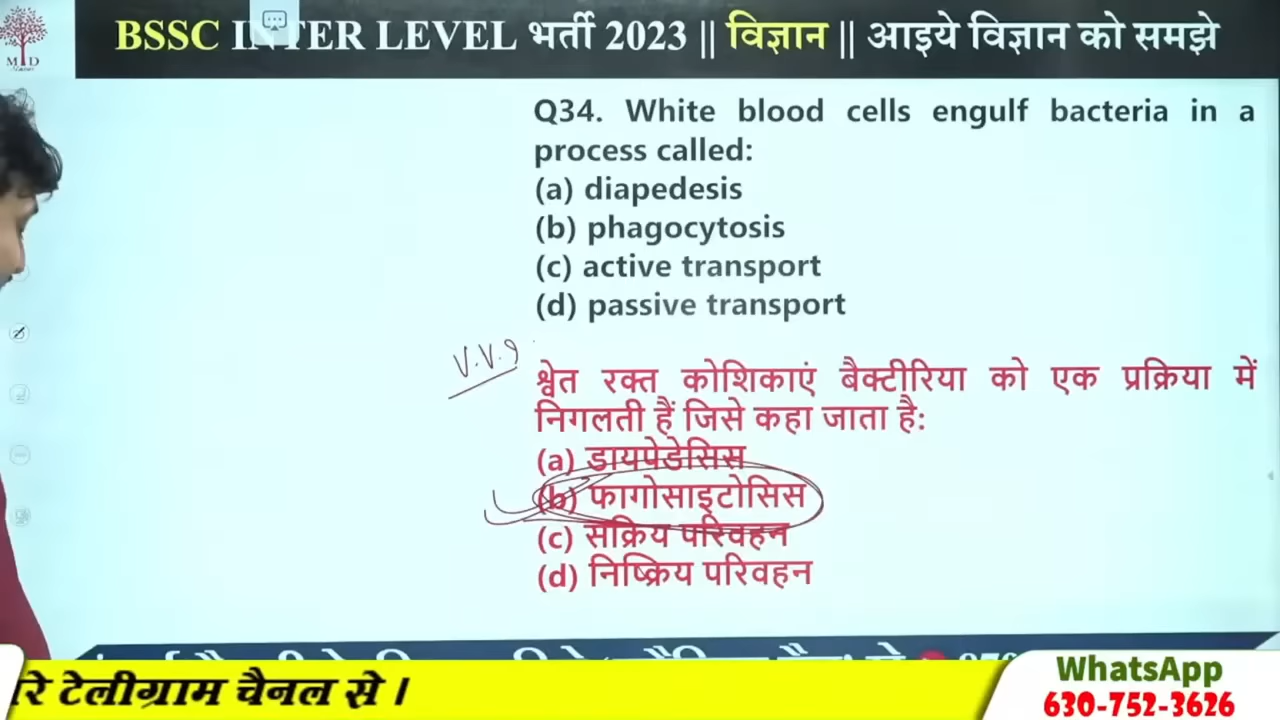 BSSC INTER LEVEL भर्ती 2023 || विज्ञान || आइये विज्ञान को समझे
M D
Q34. White blood cells engulf bacteria in a
process called:
(a) diapedesis
(b) phagocytosis
(c) active transport
(d) passive transport
V.V.9
श्वेत रक्त कोशिकाएं बैक्टीरिया को एक प्रक्रिया में
निगलती हैं जिसे कहा जाता है:
(a) डायपेडेसिस
(b) फागोसाइटोसिस
(c) सक्रिय परिवहन
(d) निष्क्रिय परिवहन
रे टेलीग्राम चैनल से ।
WhatsApp
630-752-3626